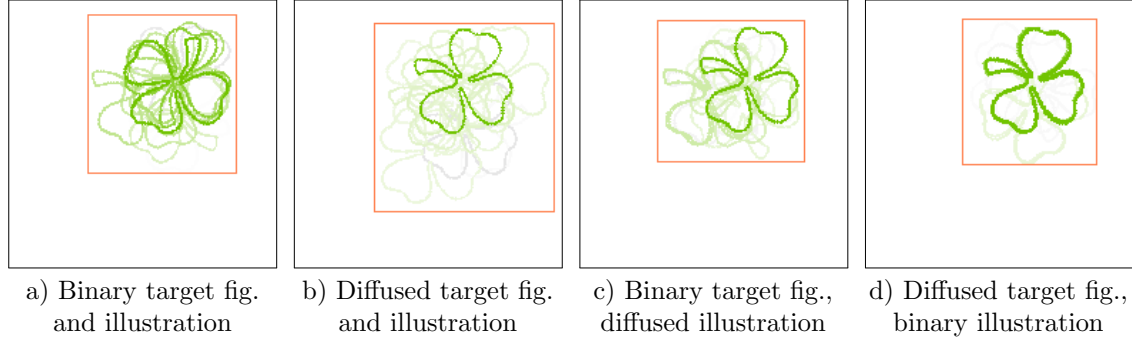 a) Binary target fig.
and illustration
b) Diffused target fig.
and illustration
c) Binary target fig.,
diffused illustration
d) Diffused target fig.,
binary illustration